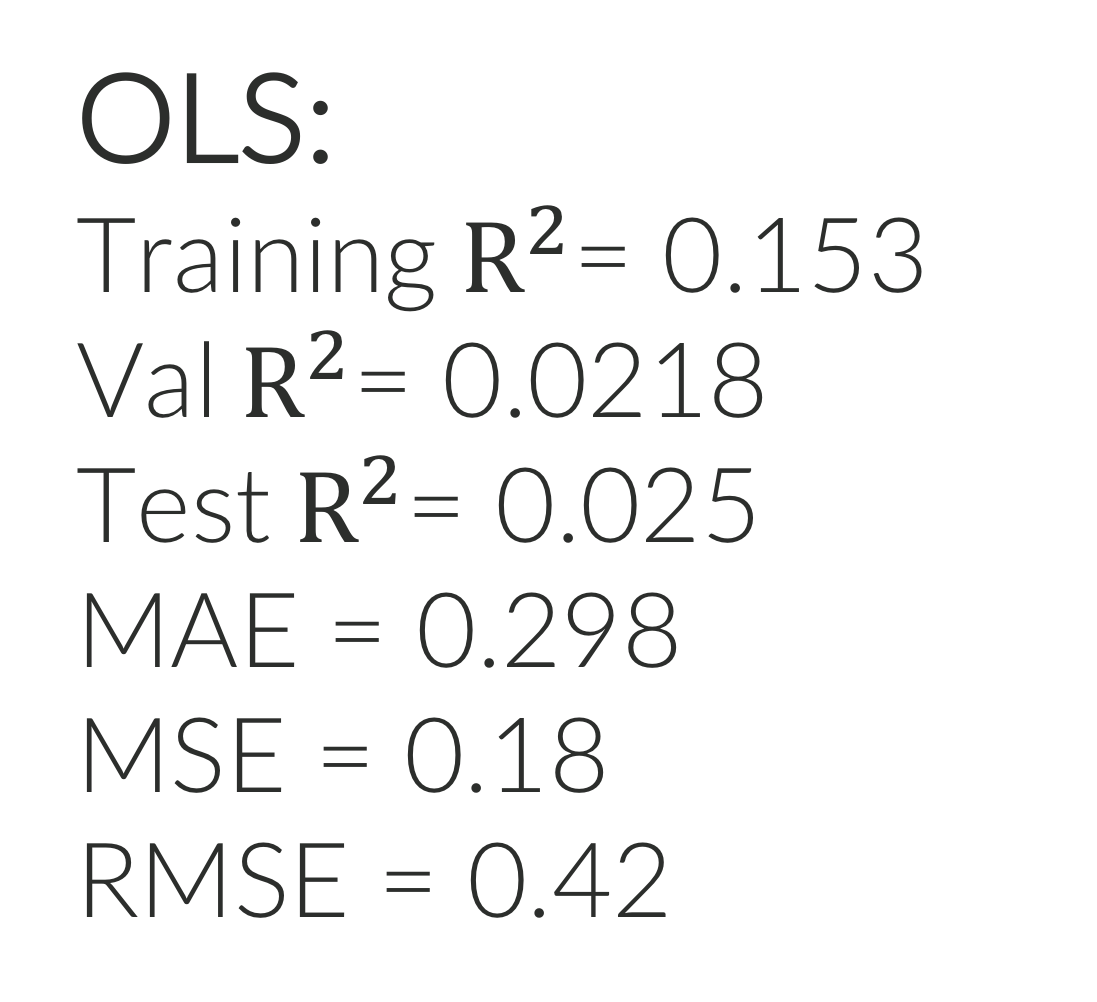 OLS:
Training R²= 0.153
Val R²= 0.0218
Test R²= 0.025
MAE = 0.298
MSE = 0.18
RMSE = 0.42